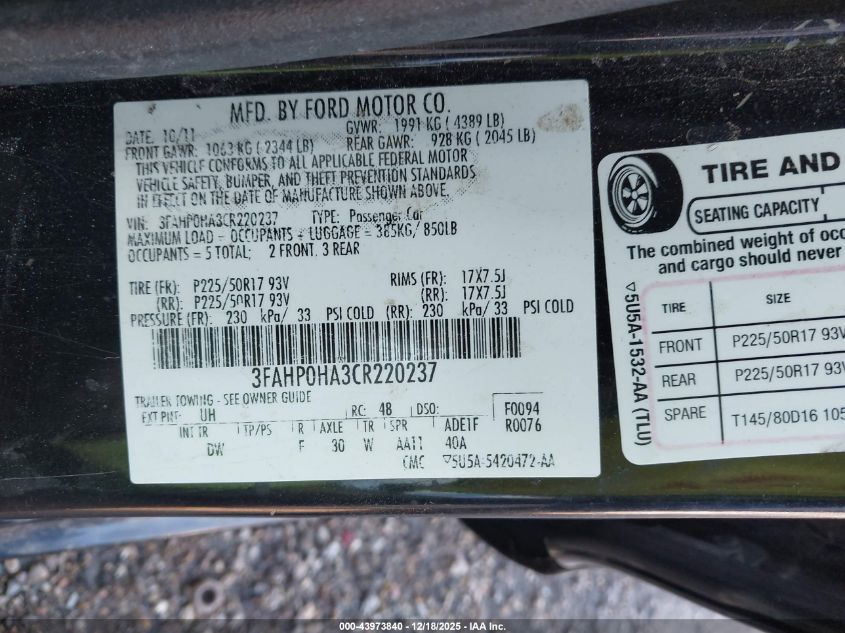 MFD. BY FORD MOTOR CO.
DATE: 10/11 GVWR: 1991 KG ( 4389 LB)
FRONT GAWR: 1063 KG ( 2344 LB) REAR GAWR: 928 KG ( 2045 LB)
THIS VEHICLE CONFORMS TO ALL APPLICABLE FEDERAL MOTOR
VEHICLE SAFETY, BUMPER, AND THEFT PREVENTION STANDARDS
IN EFFECT ON THE DATE OF MANUFACTURE SHOWN ABOVE.
VIN: 3FAHP0HA3CR220237 TYPE: Passenger Car
MAXIMUM LOAD = OCCUPANTS + LUGGAGE = 385KG/ 850LB
OCCUPANTS = 5 TOTAL; 2 FRONT, 3 REAR
TIRE (FR): P225/50R17 93V RIMS (FR): 17X7.5J
(RR): P225/50R17 93V (RR): 17X7.5J
PRESSURE (FR): 230 kPa/ 33 PSI COLD (RR): 230 kPa/ 33 PSI COLD
3FAHP0HA3CR220237
TRAILER TOWING - SEE OWNER GUIDE
EXT PNT: UH RC: 48 DSO: F0094
INT TR TP/PS R AXLE TR SPR ADE1F R0076
DW F 30 W AA11 40A
CMC ▽5U5A-5420472-AA
TIRE AND
SEATING CAPACITY
The combined weight of occ
and cargo should never
▽5U5A-1532-AA (TLU)
TIRE SIZE
FRONT P225/50R17 93V
REAR P225/50R17 93V
SPARE T145/80D16 105
000-43973840 | 12/18/2025 - IAA Inc.